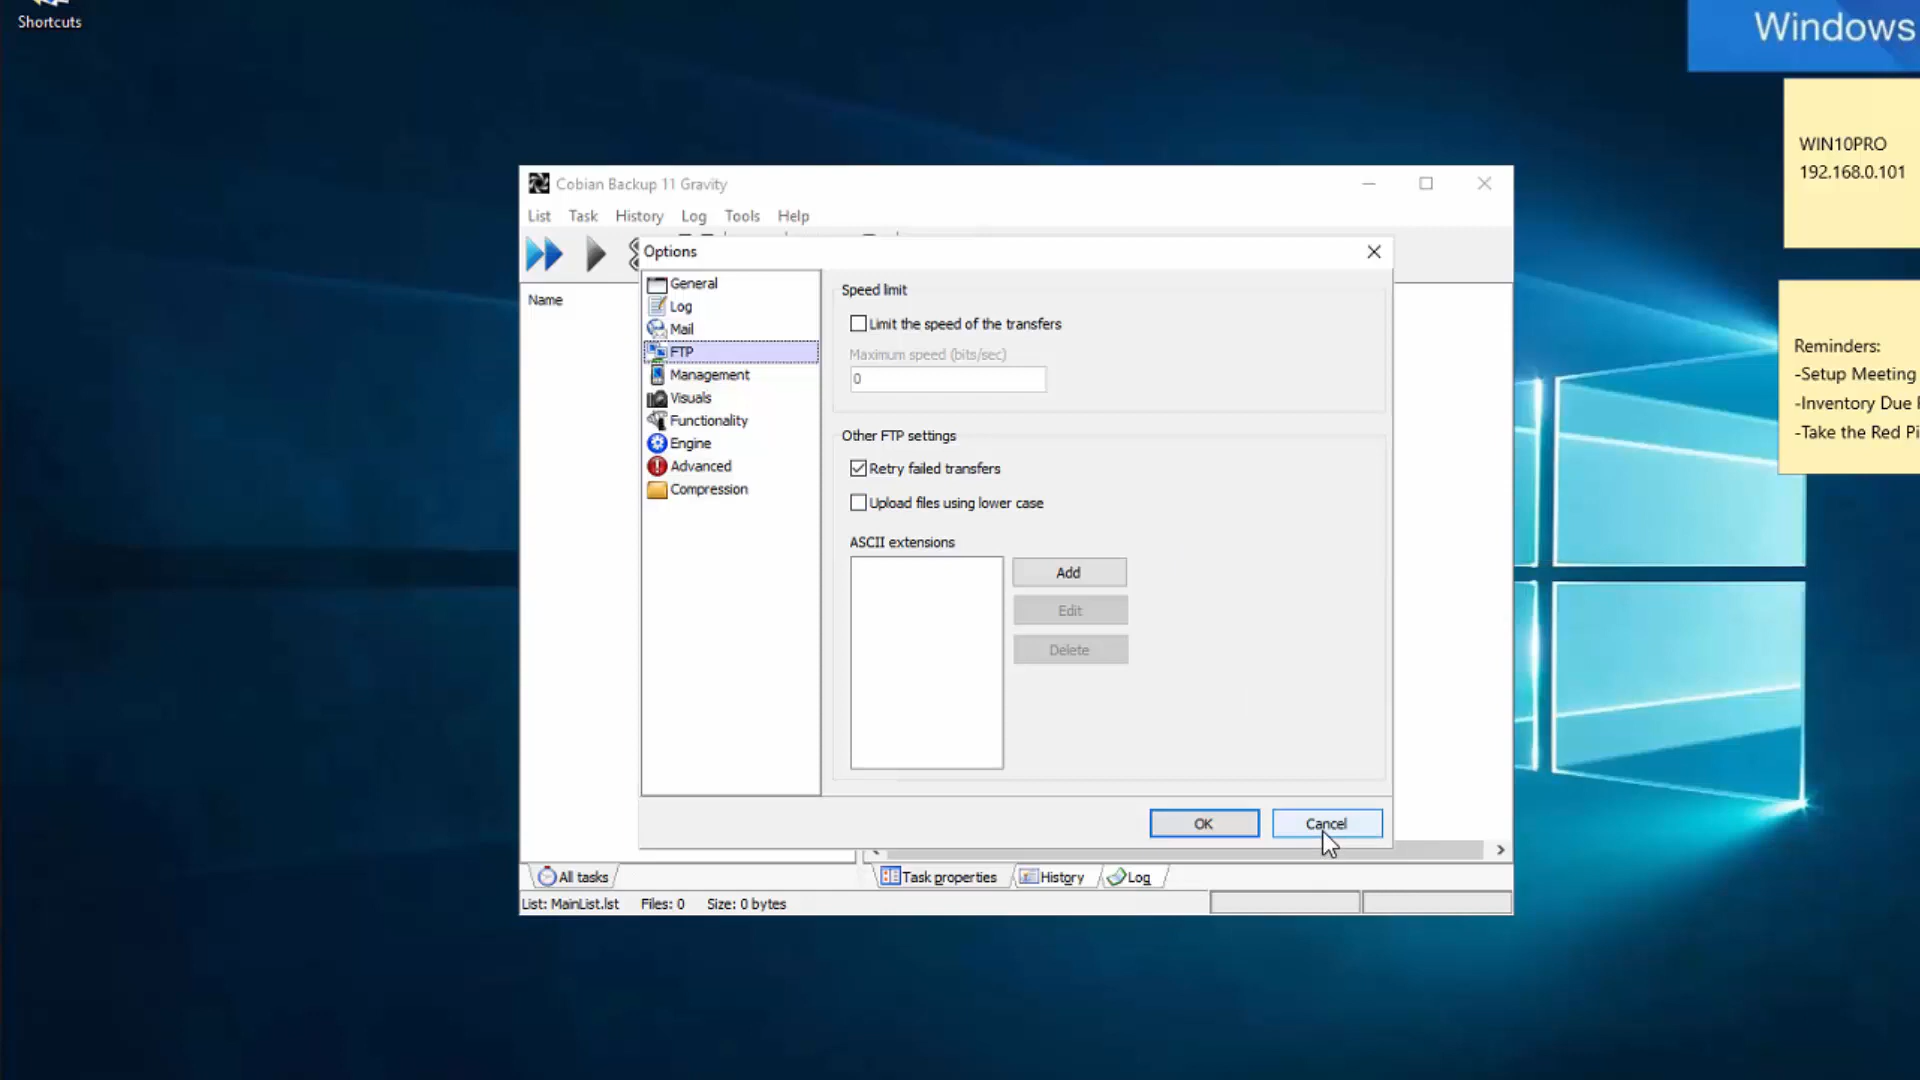 Shortcuts
Windows
WIN10PRO
192.168.0.101
Reminders:
-Setup Meeting
-Inventory Due
-Take the Red
Cobian Backup 11 Gravity
List Task History Log Tools Help
Name
Options
General
Log
Mail
FTP
Management
Visuals
Functionality
Engine
Advanced
Compression
Speed limit
Limit the speed of the transfers
Maximum speed (bits/sec)
0
Other FTP settings
Retry failed transfers
Upload files using lower case
ASCII extensions
Add
Edit
Delete
OK
Cancel
All tasks
Task properties
History
Log
List: MainList.lst Files: 0 Size: 0 bytes